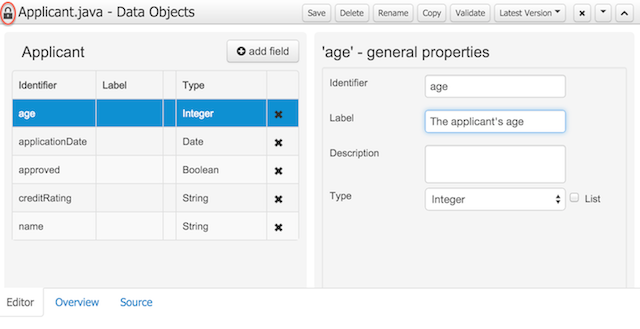 Applicant.java - Data Objects
Save Delete Rename Copy Validate Latest Version
Applicant
add field
Identifier Label Type
age Integer
applicationDate Date
approved Boolean
creditRating String
name String
'age' - general properties
Identifier age
Label The applicant's age
Description
Type Integer List
Editor Overview Source